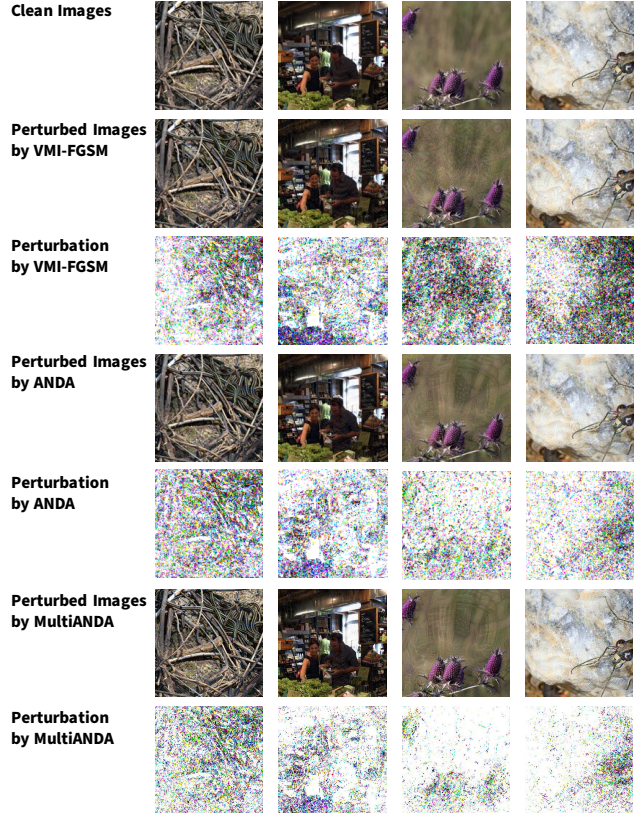 Clean Images
Perturbed Images
by VMI-FGSM
Perturbation
by VMI-FGSM
Perturbed Images
by ANDA
Perturbation
by ANDA
Perturbed Images
by MultiANDA
Perturbation
by MultiANDA